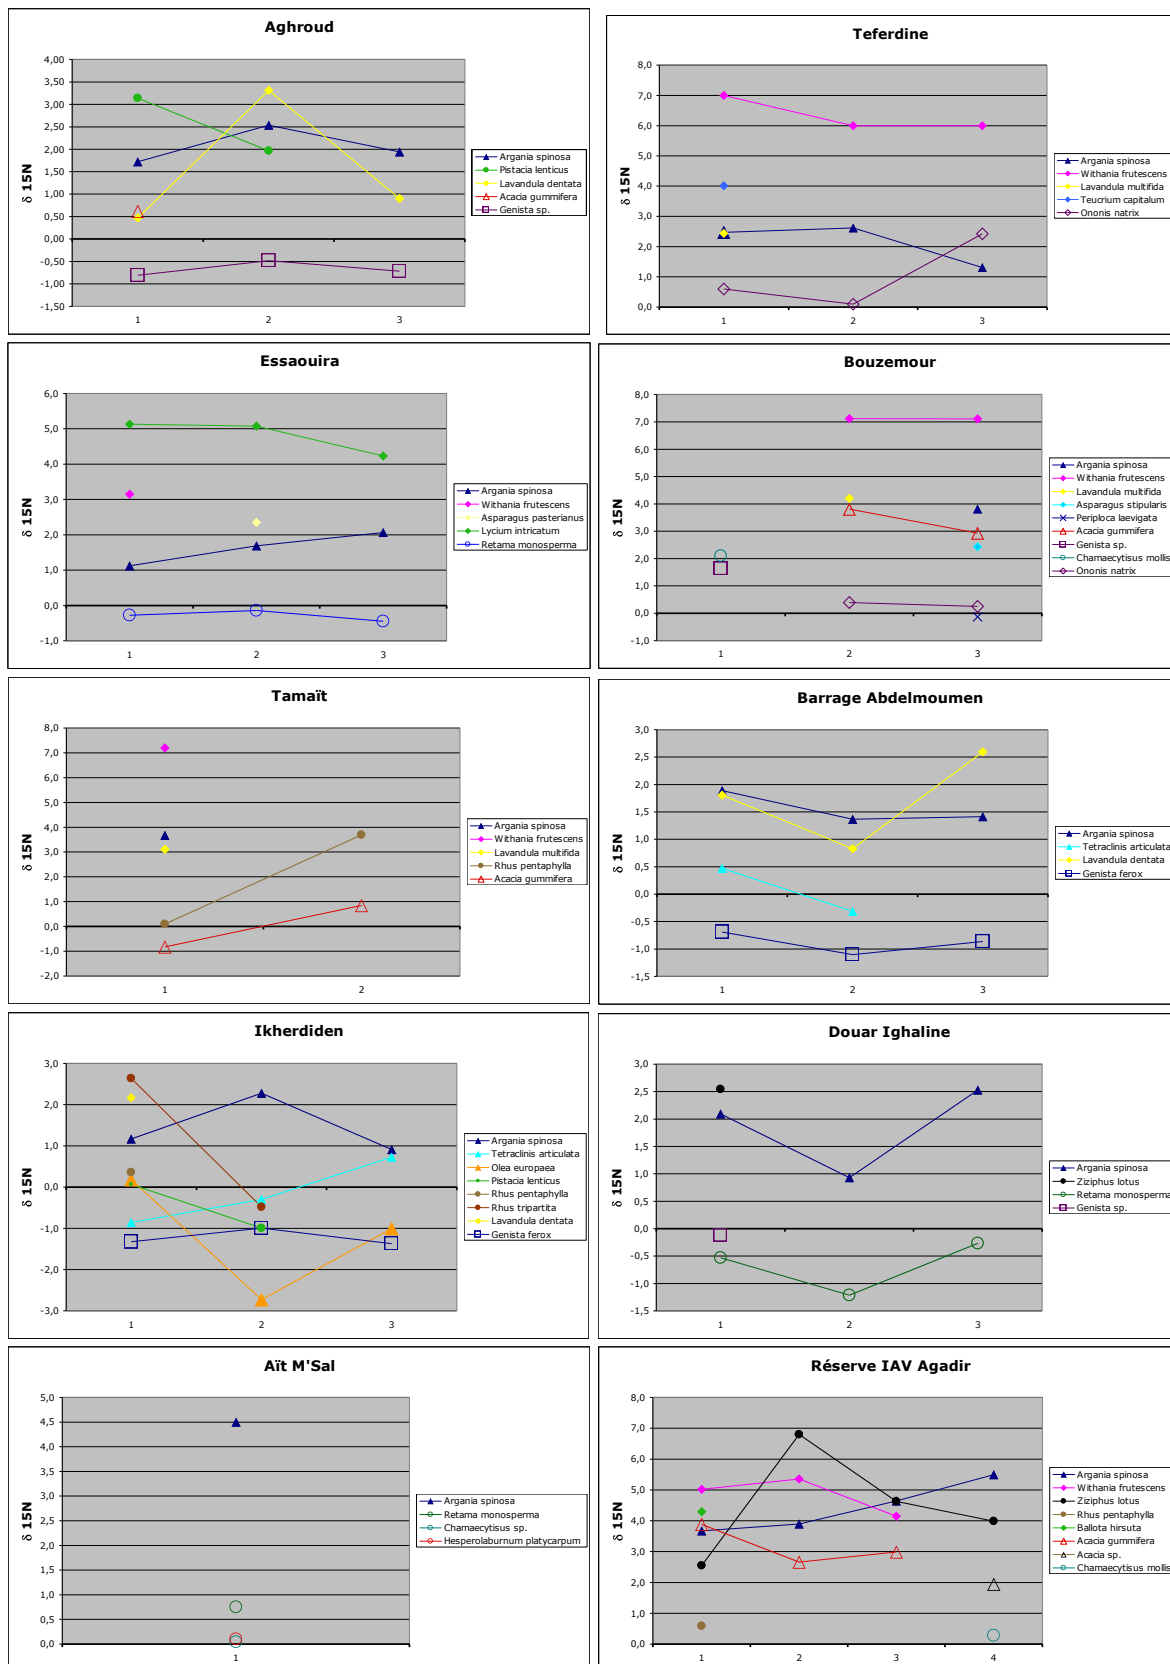 Aghroud
4,00
3,50
3,00
2,50
2,00
1,50
1,00
0,50
0,00
-0,50
-1,00
-1,50
δ 15N
1 2 3
Argania spinosa
Pistacia lenticus
Lavandula dentata
Acacia gummifera
Genista sp.
Teferdine
8,0
7,0
6,0
5,0
4,0
3,0
2,0
1,0
0,0
δ 15N
1 2 3
Argania spinosa
Withania frutescens
Lavandula multifida
Teucrium capitalum
Ononis natrix
Essaouira
6,0
5,0
4,0
3,0
2,0
1,0
0,0
-1,0
δ 15N
1 2 3
Argania spinosa
Withania frutescens
Asparagus pasterianus
Lycium intricatum
Retama monosperma
Bouzemour
8,0
7,0
6,0
5,0
4,0
3,0
2,0
1,0
0,0
-1,0
δ 15N
1 2 3
Argania spinosa
Withania frutescens
Lavandula multifida
Asparagus stipularis
Periploca laevigata
Acacia gummifera
Genista sp.
Chamaecytisus mollis
Ononis natrix
Tamaït
8,0
7,0
6,0
5,0
4,0
3,0
2,0
1,0
0,0
-1,0
-2,0
δ 15N
1 2
Argania spinosa
Withania frutescens
Lavandula multifida
Rhus pentaphylla
Acacia gummifera
Barrage Abdelmoumen
3,0
2,5
2,0
1,5
1,0
0,5
0,0
-0,5
-1,0
-1,5
δ 15N
1 2 3
Argania spinosa
Tetraclinis articulata
Lavandula dentata
Genista ferox
Ikherdiden
3,0
2,0
1,0
0,0
-1,0
-2,0
-3,0
δ 15N
1 2 3
Argania spinosa
Tetraclinis articulata
Olea europaea
Pistacia lenticus
Rhus pentaphylla
Rhus tripartita
Lavandula dentata
Genista ferox
Douar Ighaline
3,0
2,5
2,0
1,5
1,0
0,5
0,0
-0,5
-1,0
-1,5
δ 15N
1 2 3
Argania spinosa
Ziziphus lotus
Retama monosperma
Genista sp.
Aït M'Sal
5,0
4,5
4,0
3,5
3,0
2,5
2,0
1,5
1,0
0,5
0,0
δ 15N
1
Argania spinosa
Retama monosperma
Chamaecytisus sp.
Hesperolaburnum platycarpum
Réserve IAV Agadir
8,0
7,0
6,0
5,0
4,0
3,0
2,0
1,0
0,0
δ 15N
1 2 3 4
Argania spinosa
Withania frutescens
Ziziphus lotus
Rhus pentaphylla
Ballota hirsuta
Acacia gummifera
Acacia sp.
Chamaecytisus mollis